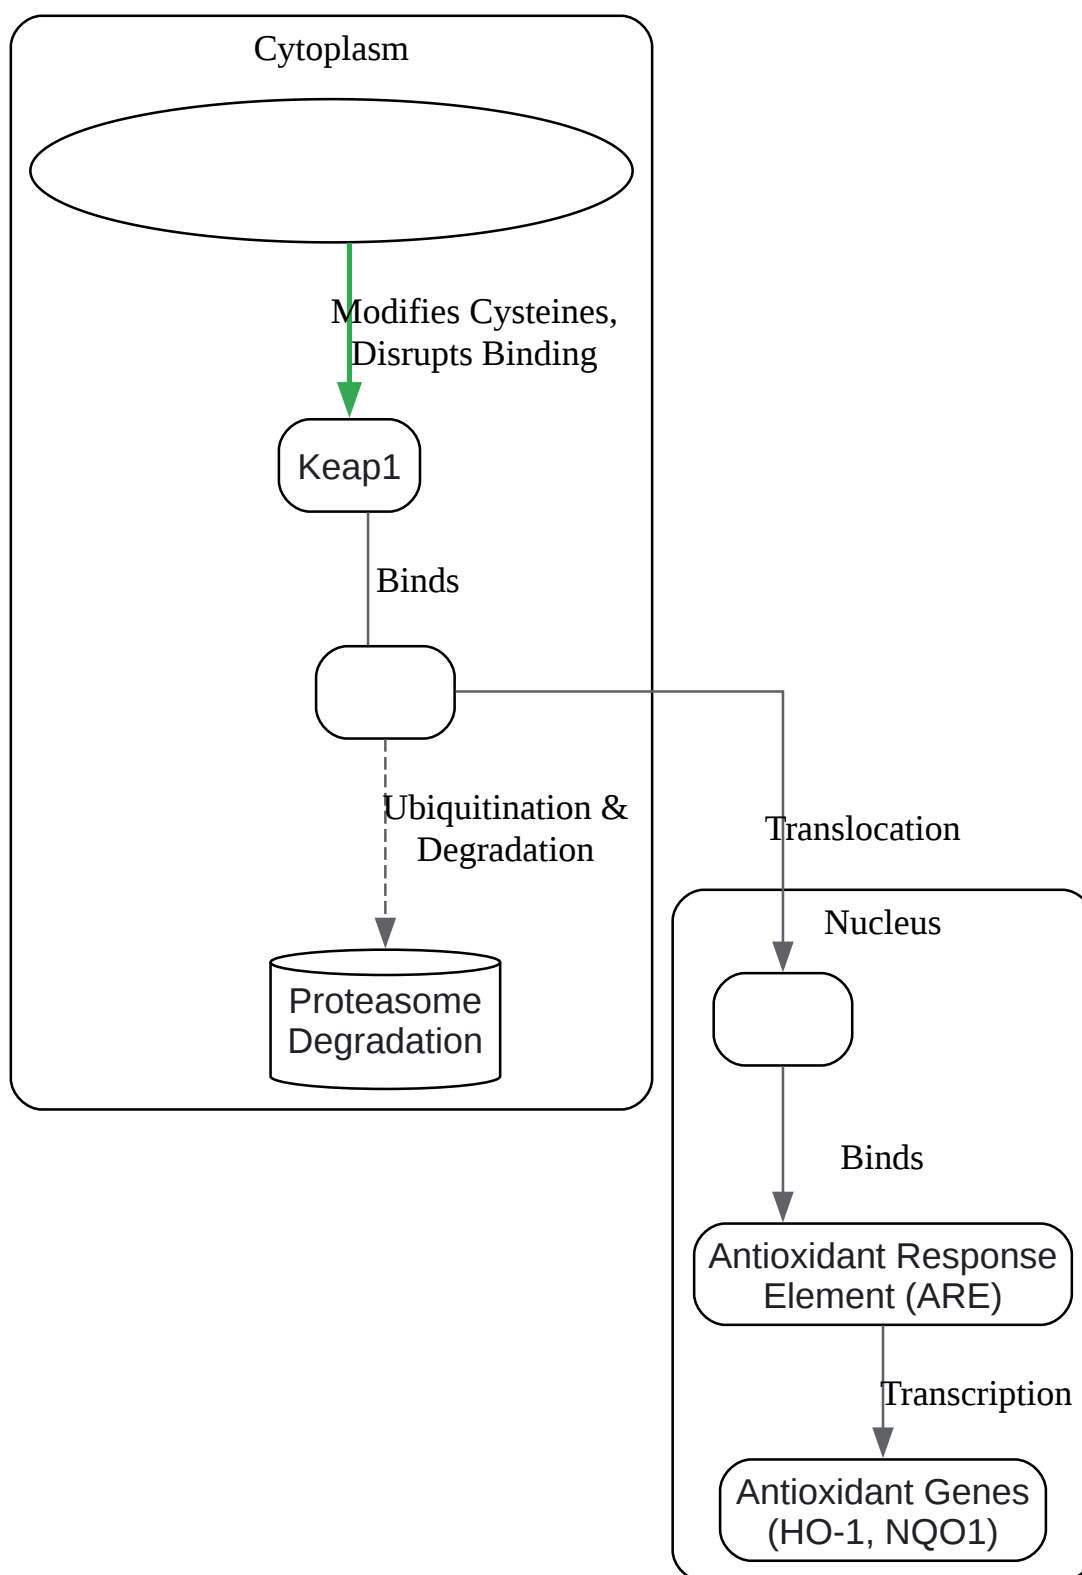 Cytoplasm
Modifies Cysteines,
Disrupts Binding
Keap1
Binds
Ubiquitination &
Degradation
Translocation
Nucleus
Proteasome
Degradation
Binds
Antioxidant Response
Element (ARE)
Transcription
Antioxidant Genes
(HO-1, NQO1)